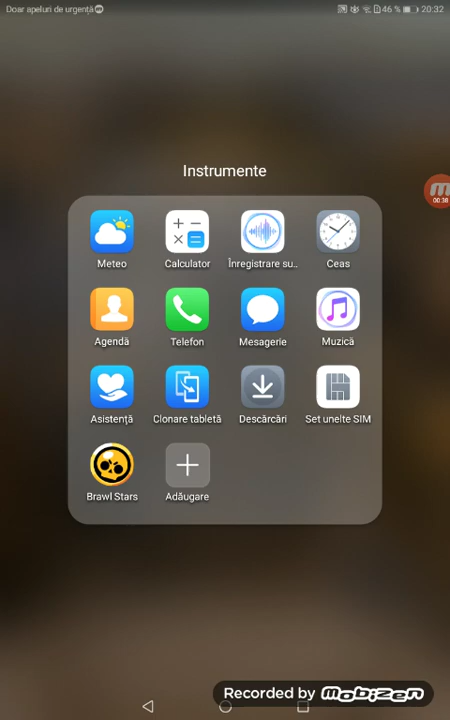 Doar apeluri de urgență 46 % 20:32
Instrumente
00:38
Meteo Calculator Înregistrare su.. Ceas
Agendă Telefon Mesagerie Muzică
Asistență Clonare tabletă Descărcări Set unelte SIM
Brawl Stars Adăugare
Recorded by MOBIZEN